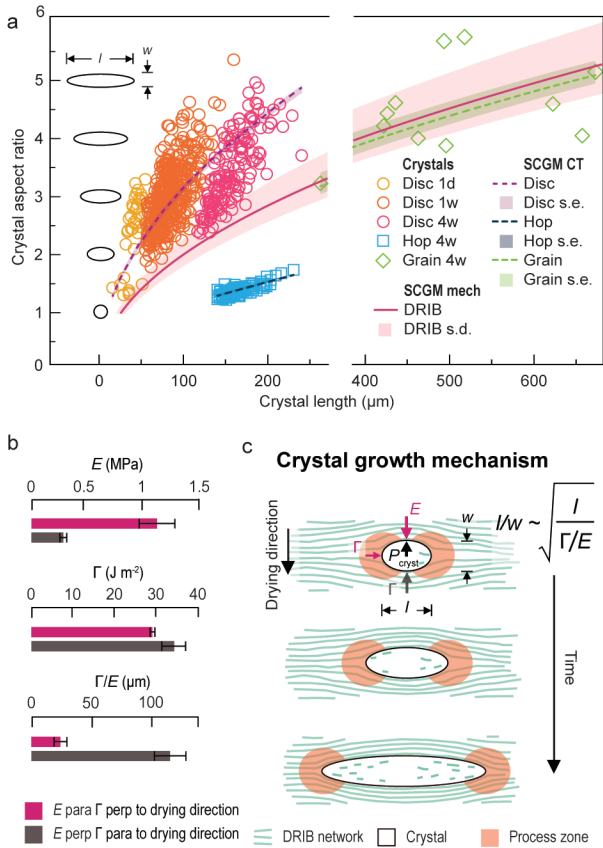 a
6
5
4
3
2
1
0
Crystal aspect ratio
l
w
0
100
200
400
500
600
Crystal length (µm)
Crystals
Disc 1d
Disc 1w
Disc 4w
Hop 4w
Grain 4w
SCGM mech
DRIB
DRIB s.d.
SCGM CT
Disc
Disc s.e.
Hop
Hop s.e.
Grain
Grain s.e.
b
E (MPa)
0 0.5 1 1.5
Γ (J m-2)
0 10 20 30 40
Γ/E (µm)
0 50 100
E para Γ perp to drying direction
E perp Γ para to drying direction
c
Crystal growth mechanism
Drying direction
E
Γ
P cryst
Γ
l
w
l/w ~ √ l
Γ/E
Time
DRIB network
Crystal
Process zone